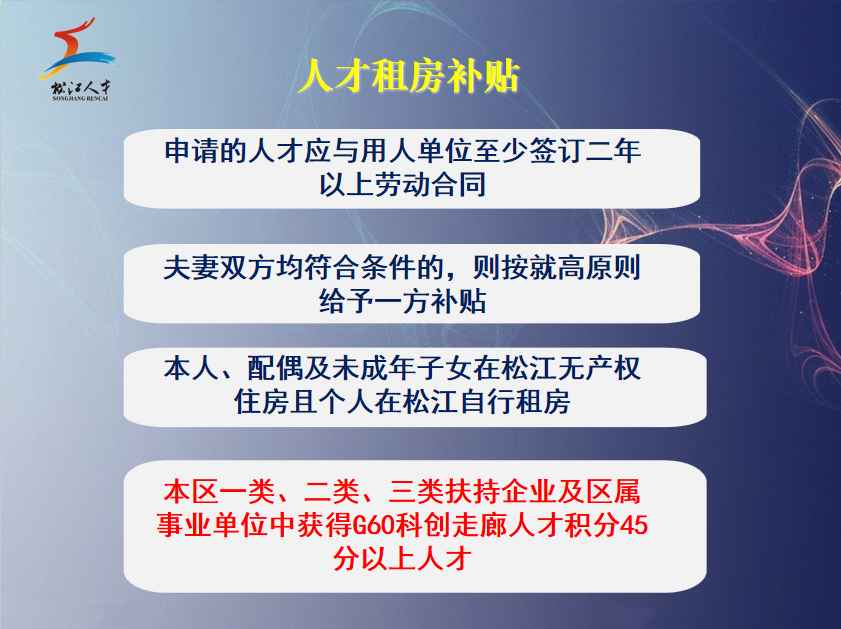 松江人才
SONGJIANG RENCAI
人才租房补贴
申请的人才应与用人单位至少签订二年
以上劳动合同
夫妻双方均符合条件的，则按就高原则
给予一方补贴
本人、配偶及未成年子女在松江无产权
住房且个人在松江自行租房
本区一类、二类、三类扶持企业及区属
事业单位中获得G60科创走廊人才积分45
分以上人才